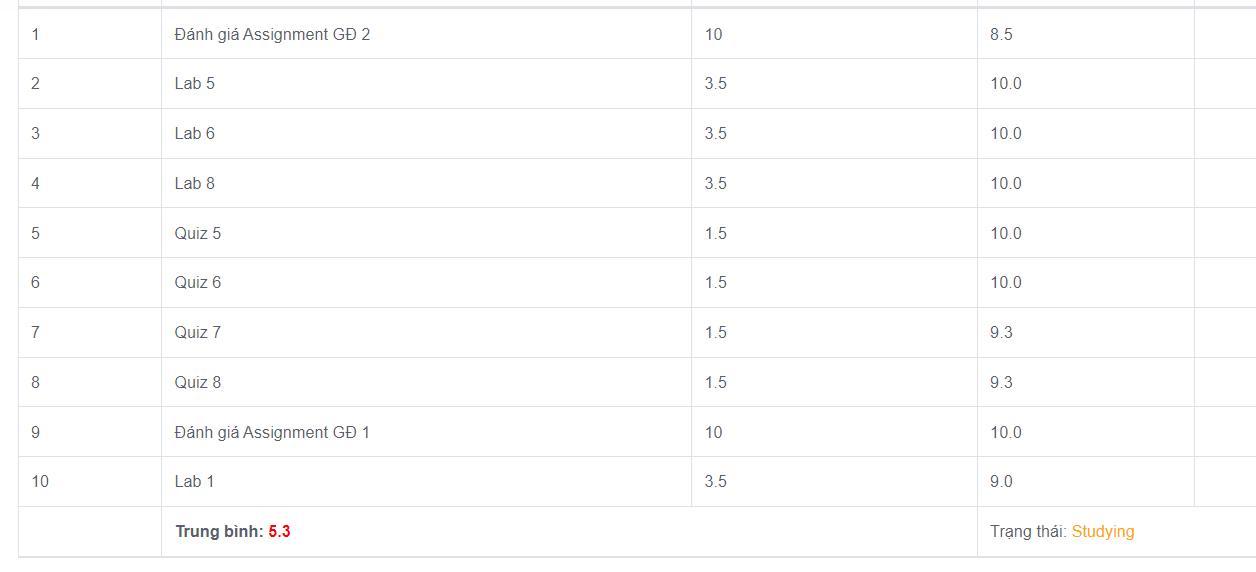 1 Đánh giá Assignment GĐ 2 10 8.5
2 Lab 5 3.5 10.0
3 Lab 6 3.5 10.0
4 Lab 8 3.5 10.0
5 Quiz 5 1.5 10.0
6 Quiz 6 1.5 10.0
7 Quiz 7 1.5 9.3
8 Quiz 8 1.5 9.3
9 Đánh giá Assignment GĐ 1 10 10.0
10 Lab 1 3.5 9.0
Trung bình: 5.3 Trạng thái: Studying